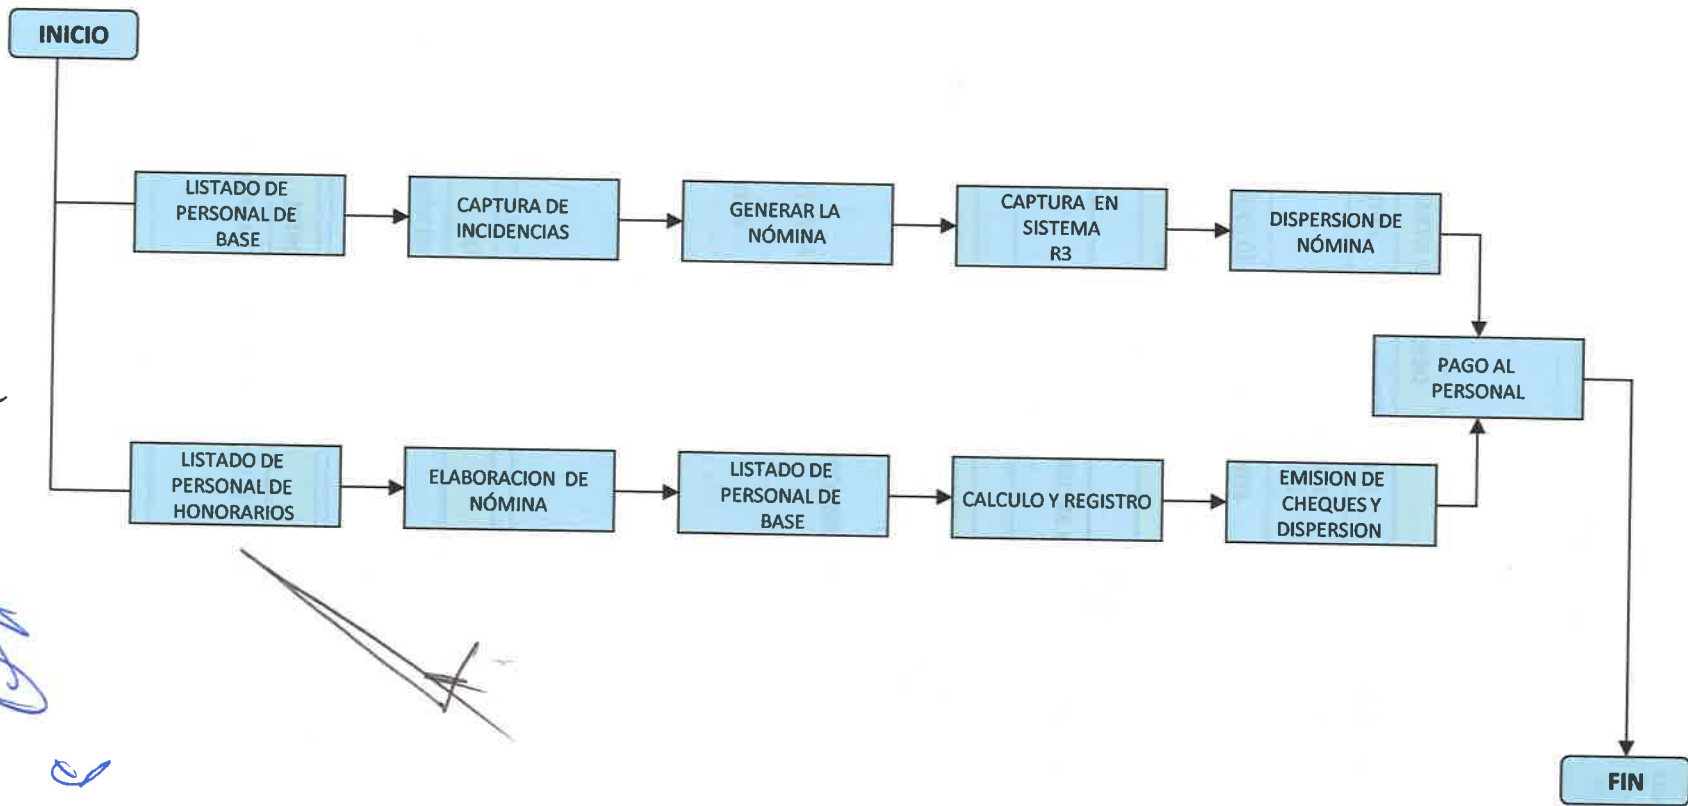 INICIO
LISTADO DE
PERSONAL DE
BASE
CAPTURA DE
INCIDENCIAS
GENERAR LA
NÓMINA
CAPTURA EN
SISTEMA
R3
DISPERSION DE
NÓMINA
PAGO AL
PERSONAL
LISTADO DE
PERSONAL DE
HONORARIOS
ELABORACION DE
NÓMINA
LISTADO DE
PERSONAL DE
BASE
CALCULO Y REGISTRO
EMISION DE
CHEQUES Y
DISPERSION
FIN